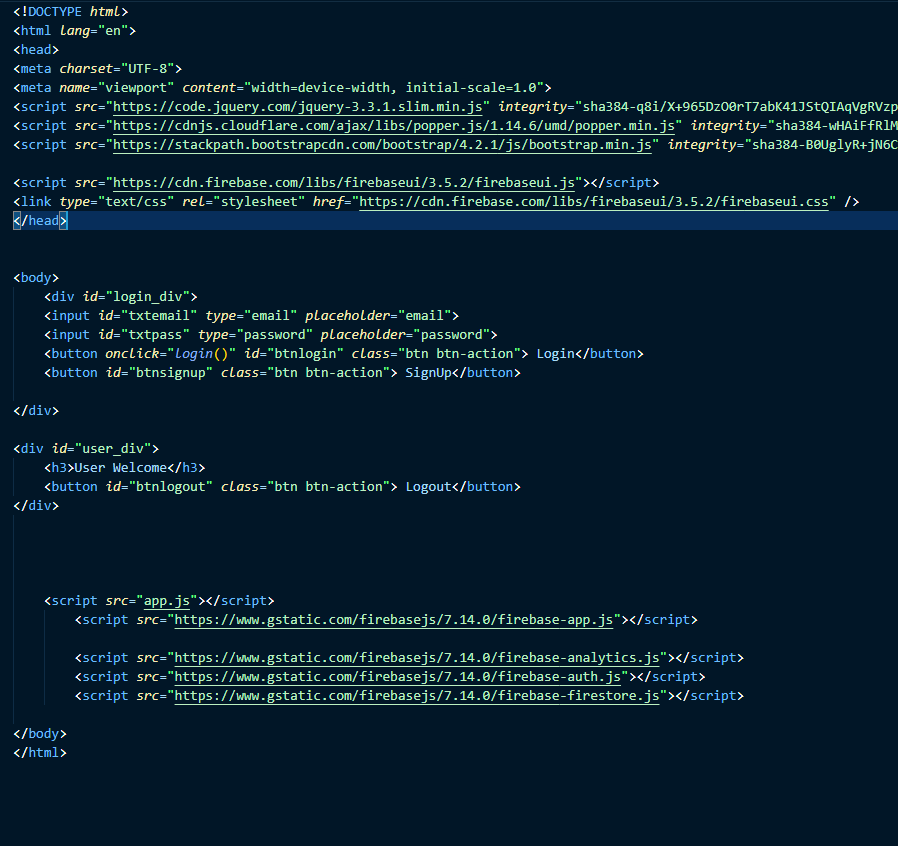 <!DOCTYPE html>
<html lang="en">
<head>
<meta charset="UTF-8">
<meta name="viewport" content="width=device-width, initial-scale=1.0">
<script src="https://code.jquery.com/jquery-3.3.1.slim.min.js" integrity="sha384-q8i/X+965DzO0rT7abK41JStQIAqVgRVzp
<script src="https://cdnjs.cloudflare.com/ajax/libs/popper.js/1.14.6/umd/popper.min.js" integrity="sha384-wHAiFfRlM
<script src="https://stackpath.bootstrapcdn.com/bootstrap/4.2.1/js/bootstrap.min.js" integrity="sha384-B0UglyR+jN6C
<script src="https://cdn.firebase.com/libs/firebaseui/3.5.2/firebaseui.js"></script>
<link type="text/css" rel="stylesheet" href="https://cdn.firebase.com/libs/firebaseui/3.5.2/firebaseui.css" />
</head>
<body>
<div id="login_div">
<input id="txtemail" type="email" placeholder="email">
<input id="txtpass" type="password" placeholder="password">
<button onclick="login()" id="btnlogin" class="btn btn-action"> Login</button>
<button id="btnsignup" class="btn btn-action"> SignUp</button>
</div>
<div id="user_div">
<h3>User Welcome</h3>
<button id="btnlogout" class="btn btn-action"> Logout</button>
</div>
<script src="app.js"></script>
<script src="https://www.gstatic.com/firebasejs/7.14.0/firebase-app.js"></script>
<script src="https://www.gstatic.com/firebasejs/7.14.0/firebase-analytics.js"></script>
<script src="https://www.gstatic.com/firebasejs/7.14.0/firebase-auth.js"></script>
<script src="https://www.gstatic.com/firebasejs/7.14.0/firebase-firestore.js"></script>
</body>
</html>